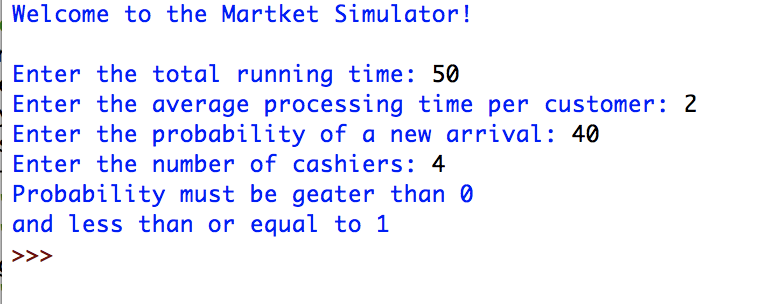 Welcome to the Martket Simulator!
Enter the total running time: 50
Enter the average processing time per customer: 2
Enter the probability of a new arrival: 40
Enter the number of cashiers: 4
Probability must be geater than 0
and less than or equal to 1
>>>